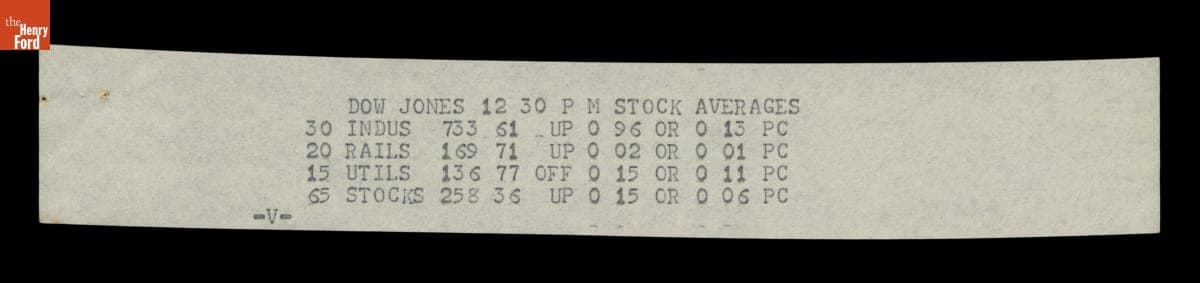 the
Henry
Ford
DOW JONES 12 30 P M STOCK AVERAGES
30 INDUS 733 61 UP 0 96 OR 0 13 PC
20 RAILS 169 71 UP 0 02 OR 0 01 PC
15 UTILS 136 77 OFF 0 15 OR 0 11 PC
65 STOCKS 258 36 UP 0 15 OR 0 06 PC
-V-